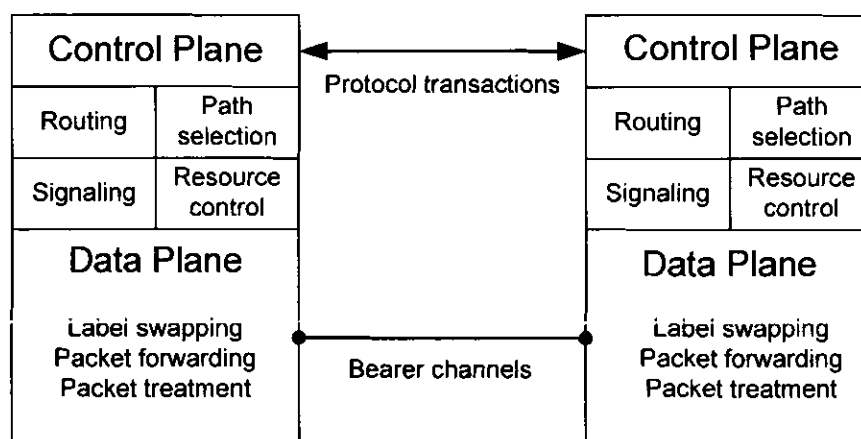 Control Plane
Routing
Path
selection
Signaling
Resource
control
Data Plane
Label swapping
Packet forwarding
Packet treatment
Protocol transactions
Bearer channels
Control Plane
Routing
Path
selection
Signaling
Resource
control
Data Plane
Label swapping
Packet forwarding
Packet treatment